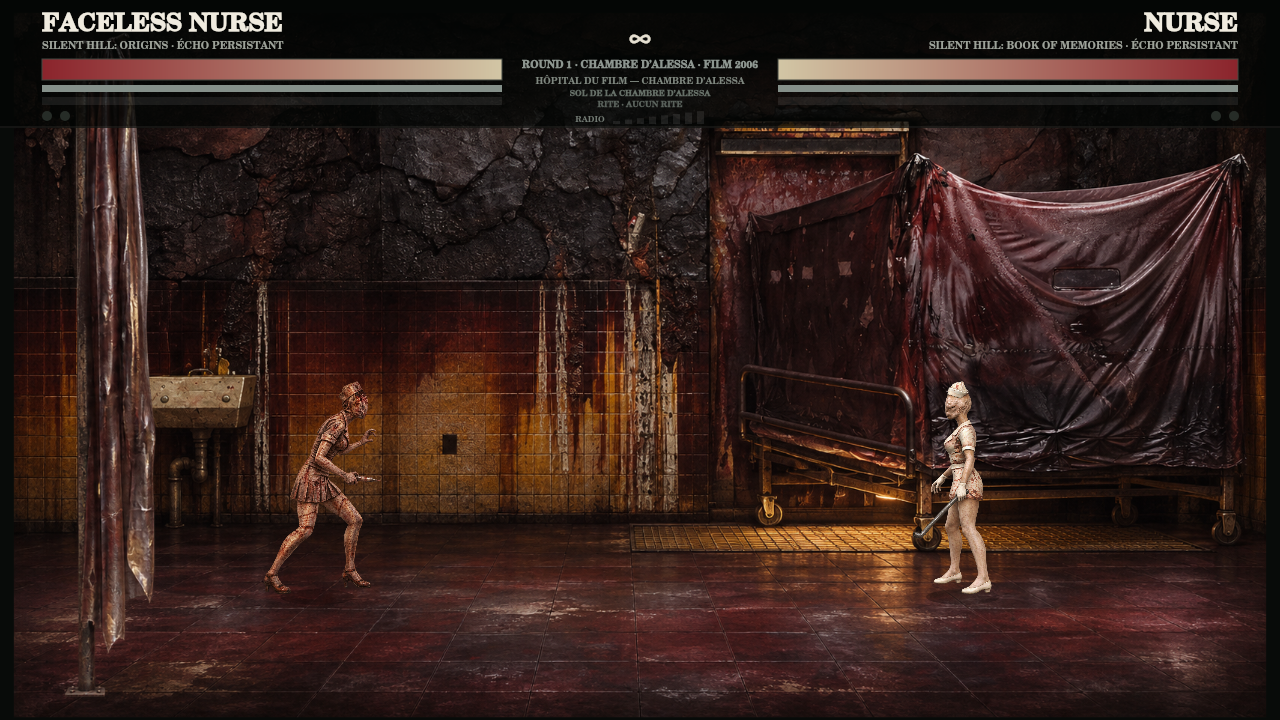 FACELESS NURSE
SILENT HILL: ORIGINS · ÉCHO PERSISTANT
∞
ROUND 1 · CHAMBRE D'ALESSA · FILM 2006
HÔPITAL DU FILM — CHAMBRE D'ALESSA
SOL DE LA CHAMBRE D'ALESSA
RITE · AUCUN RITE
RADIO
NURSE
SILENT HILL: BOOK OF MEMORIES · ÉCHO PERSISTANT